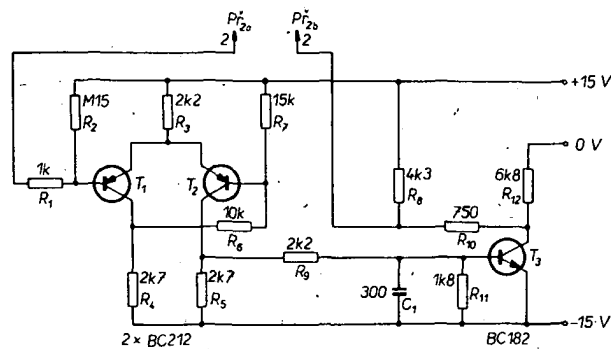 Př2a
Př2b
2
2
+15 V
M15
R2
2k2
R3
15k
R7
0 V
1k
R1
T1
T2
4k3
R8
6k8
R12
10k
R6
750
R10
T3
2k2
R9
2k7
R4
2k7
R5
300
C1
1k8
R11
-15 V
2 × BC212
BC182